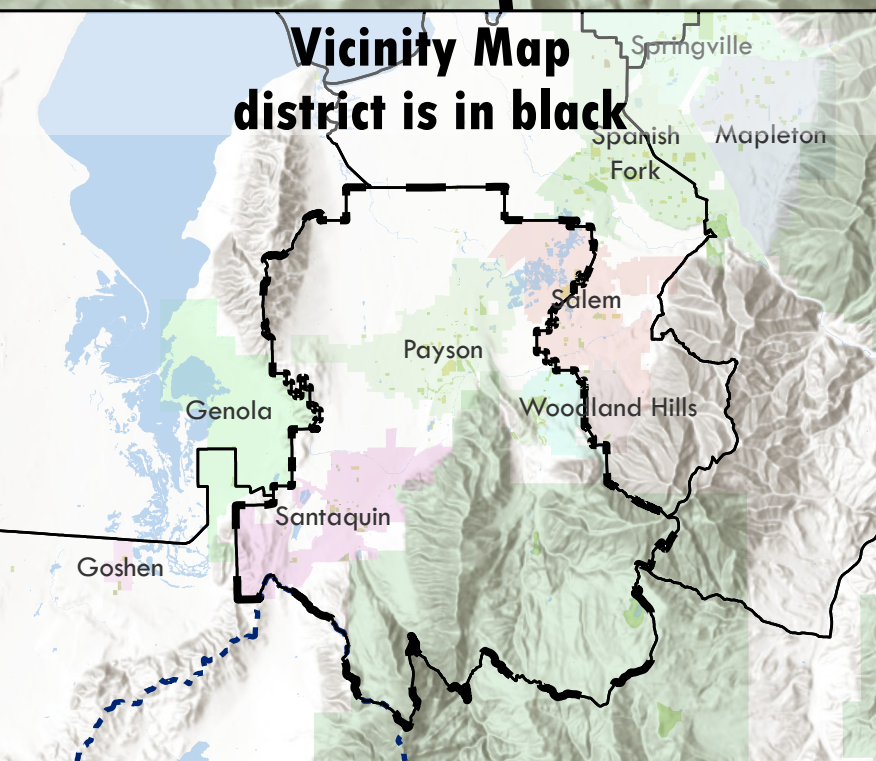 Vicinity Map
district is in black
Springville
Spanish
Fork
Mapleton
Salem
Payson
Genola
Woodland Hills
Santaquin
Goshen